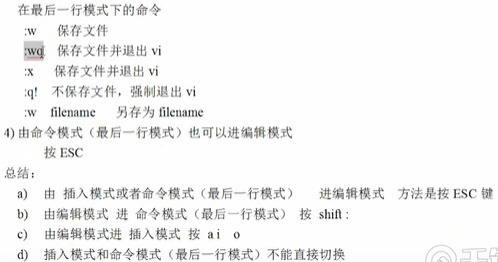 在最后一行模式下的命令
:w 保存文件
:wq 保存文件并退出 vi
:x 保存文件并退出 vi
:q! 不保存文件，强制退出 vi
:w filename 另存为 filename
4) 由命令模式（最后一行模式）也可以进编辑模式
按 ESC
总结：
a) 由 插入模式或者命令模式（最后一行模式） 进编辑模式 方法是按 ESC 键
b) 由编辑模式 进 命令模式（最后一行模式） 按 shift :
c) 由编辑模式进 插入模式 按 a i o
d) 插入模式和命令模式（最后一行模式）不能直接切换